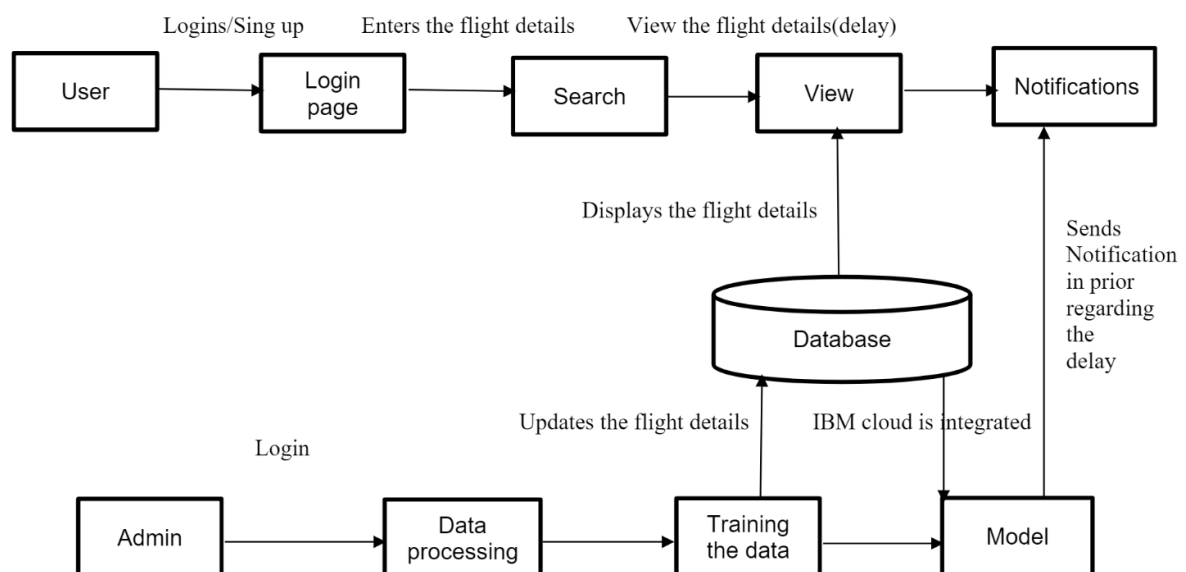 Logins/Sing up
Enters the flight details
View the flight details(delay)
User
Login
page
Search
View
Notifications
Displays the flight details
Sends
Notification
in prior
regarding
the
delay
Database
Updates the flight details
IBM cloud is integrated
Login
Admin
Data
processing
Training
the data
Model